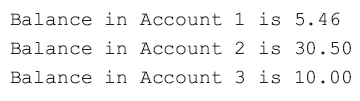 Balance in Account 1 is 5.46
Balance in Account 2 is 30.50
Balance in Account 3 is 10.00